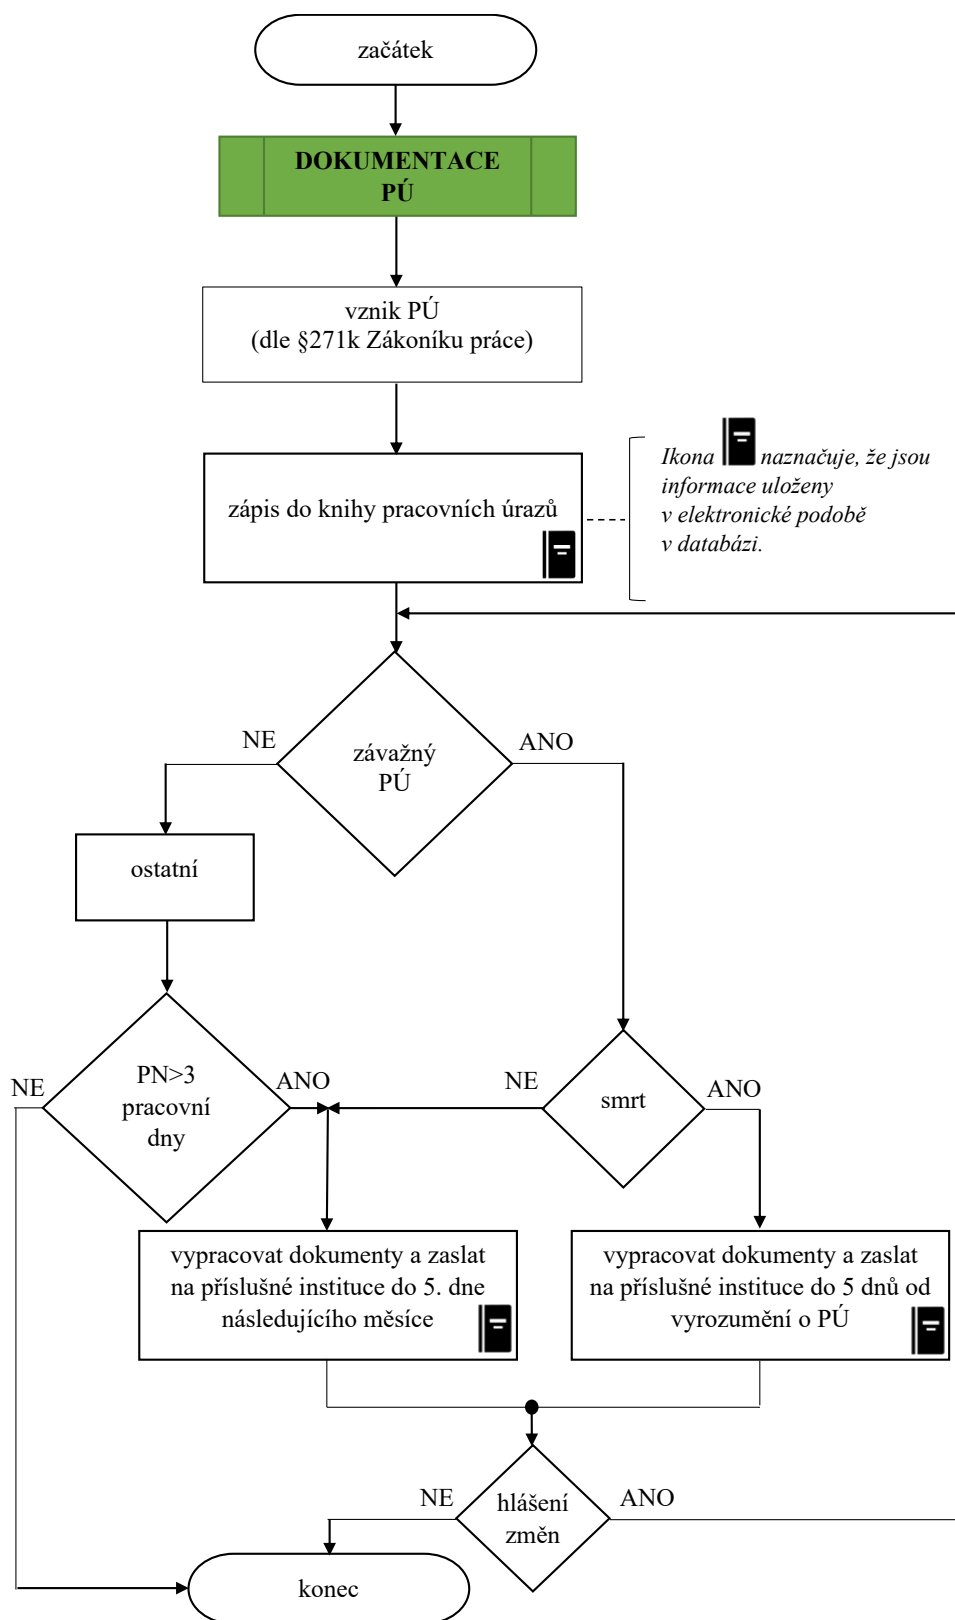 začátek
DOKUMENTACE
PÚ
vznik PÚ
(dle §271k Zákoníku práce)
zápis do knihy pracovních úrazů
Ikona naznačuje, že jsou
informace uloženy
v elektronické podobě
v databázi.
NE
ANO
závažný
PÚ
ostatní
NE
PN>3
pracovní
dny
ANO
NE
smrt
ANO
vypracovat dokumenty a zaslat
na příslušné instituce do 5. dne
následujícího měsíce
vypracovat dokumenty a zaslat
na příslušné instituce do 5 dnů od
vyrozumění o PÚ
NE
hlášení
změn
ANO
konec